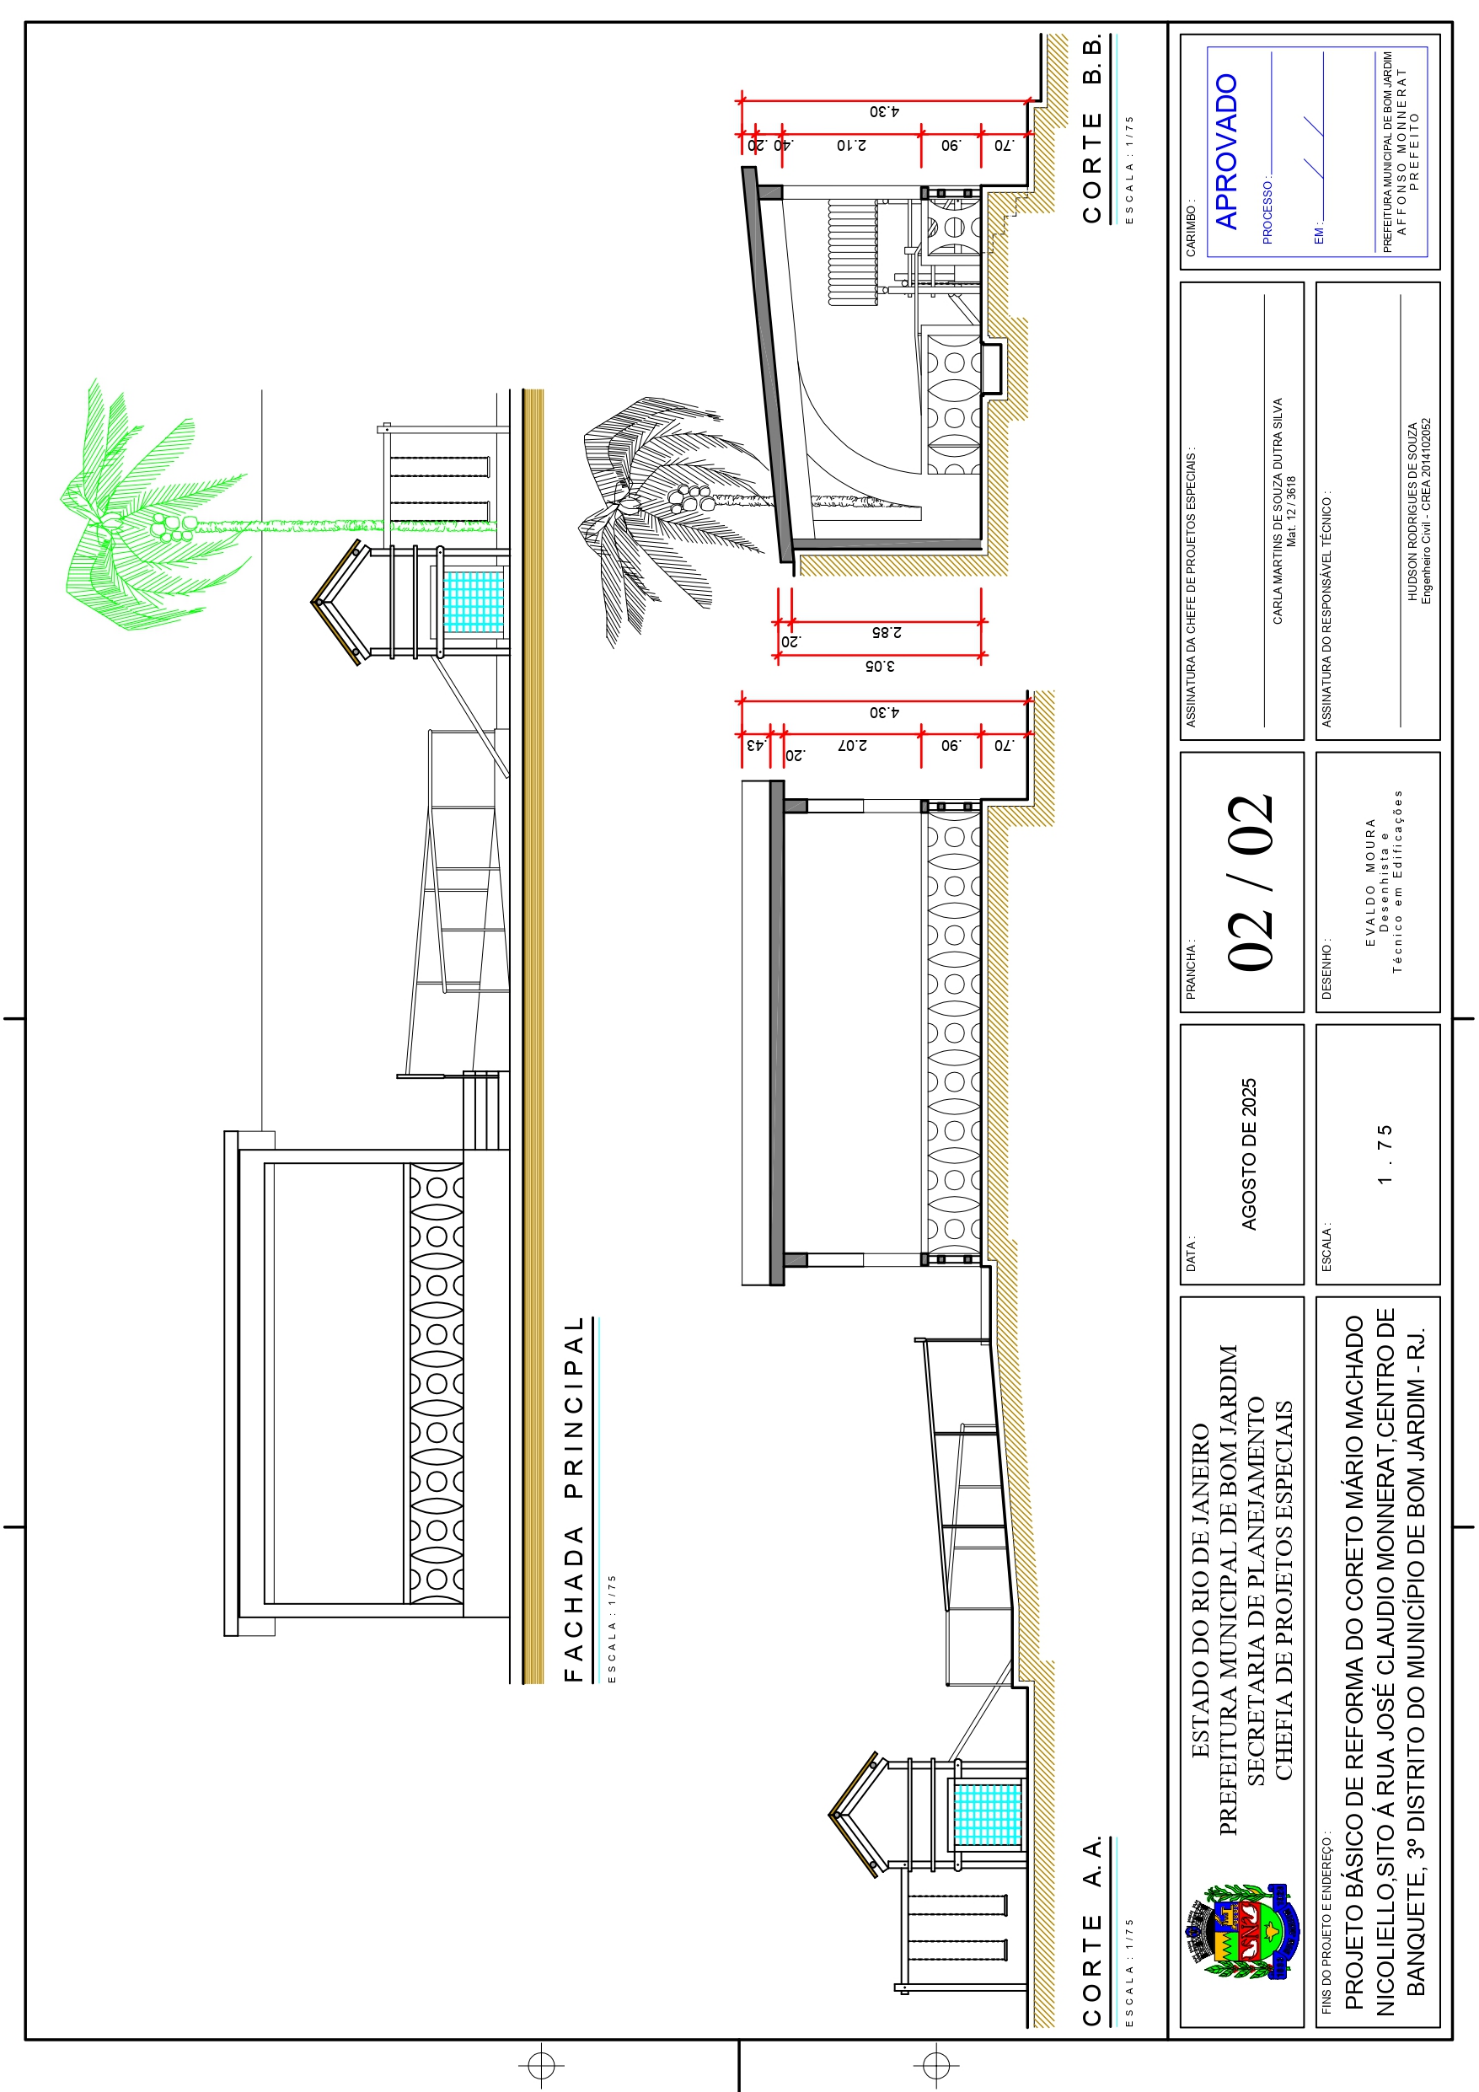 FACHADA PRINCIPAL
ESCALA : 1/75
CORTE A.A.
ESCALA : 1/75
.43
.20
2.07
.90
.70
4.30
CORTE B.B.
ESCALA : 1/75
.20
2.85
3.05
.20
.40
2.10
.90
.70
4.30
ESTADO DO RIO DE JANEIRO
PREFEITURA MUNICIPAL DE BOM JARDIM
SECRETARIA DE PLANEJAMENTO
CHEFIA DE PROJETOS ESPECIAIS
FINS DO PROJETO E ENDEREÇO :
PROJETO BÁSICO DE REFORMA DO CORETO MÁRIO MACHADO
NICOLIELLO,SITO Á RUA JOSÉ CLAUDIO MONNERAT,CENTRO DE
BANQUETE, 3º DISTRITO DO MUNICÍPIO DE BOM JARDIM - RJ.
DATA :
AGOSTO DE 2025
ESCALA :
1 . 75
PRANCHA :
02 / 02
DESENHO :
EVALDO MOURA
Desenhista e
Técnico em Edificações
ASSINATURA DA CHEFE DE PROJETOS ESPECIAIS :
CARLA MARTINS DE SOUZA DUTRA SILVA
Mat. 12 / 3618
ASSINATURA DO RESPONSÁVEL TÉCNICO :
HUDSON RODRIGUES DE SOUZA
Engenheiro Civil - CREA 2014102052
CARIMBO :
APROVADO
PROCESSO :
EM : / /
PREFEITURA MUNICIPAL DE BOM JARDIM
AFFONSO MONNERAT
PREFEITO